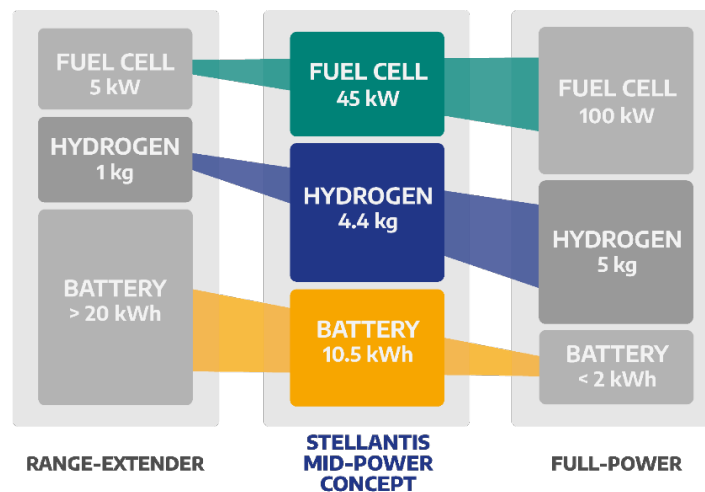 FUEL CELL
5 kW
HYDROGEN
1 kg
BATTERY
> 20 kWh
RANGE-EXTENDER
FUEL CELL
45 kW
HYDROGEN
4.4 kg
BATTERY
10.5 kWh
STELLANTIS
MID-POWER
CONCEPT
FUEL CELL
100 kW
HYDROGEN
5 kg
BATTERY
< 2 kWh
FULL-POWER